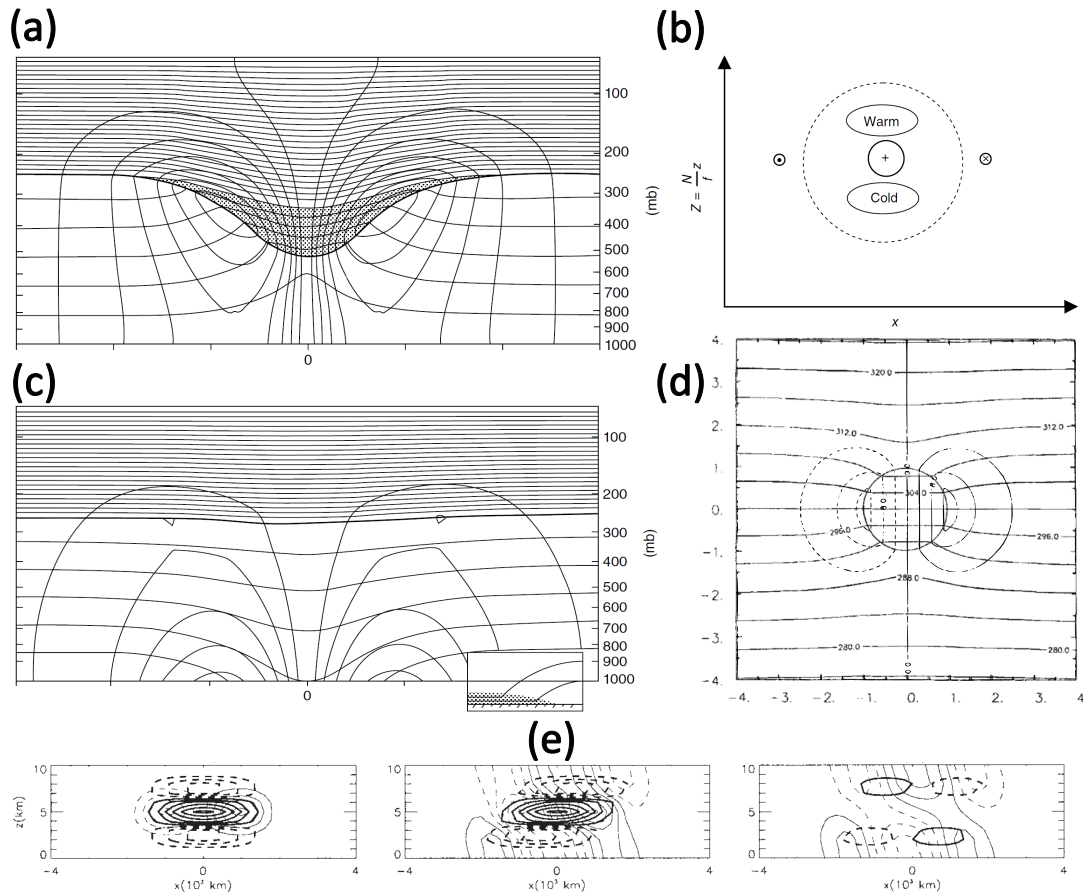 (a)
100
200
300
400
500
600
700
800
900
1000
(mb)
0
(b)
Z = N/f z
Warm
+
Cold
x
(c)
100
200
300
400
500
600
700
800
900
1000
(mb)
0
(d)
4.
3.
2.
1.
0.
-1.
-2.
-3.
-4.
320.0
312.0
312.0
304.0
296.0
296.0
288.0
280.0
280.0
-4. -3. -2. -1. 0. 1. 2. 3. 4
(e)
z(km)
10
5
0
-4 0 4
x(10³ km)
10
5
0
-4 0 4
x(10³ km)
10
5
0
-4 0 4
x(10³ km)